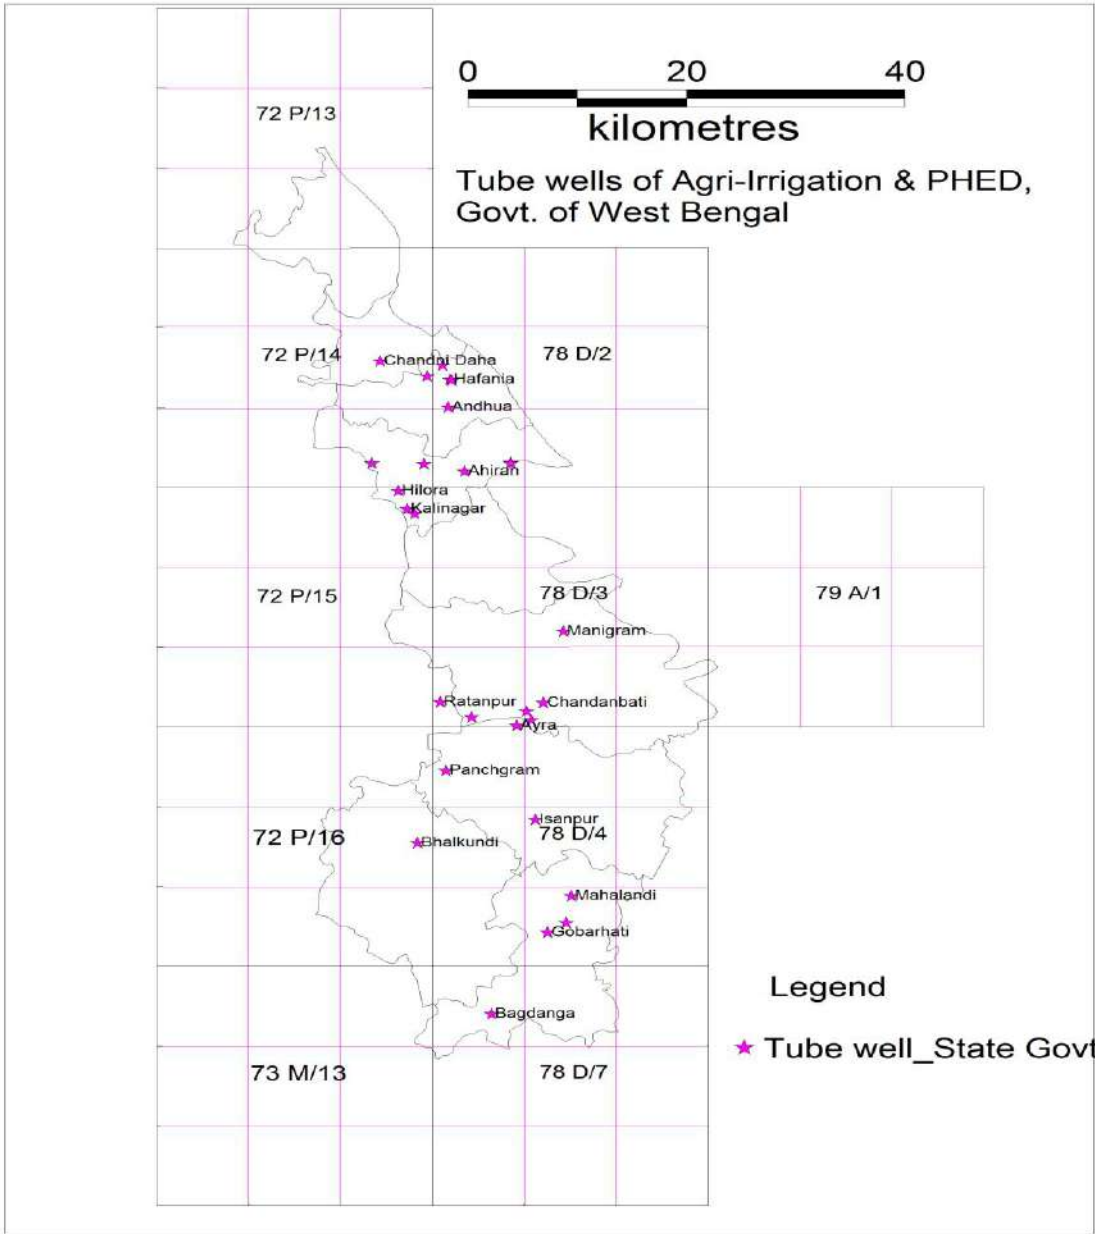 0 20 40
kilometres
Tube wells of Agri-Irrigation & PHED,
Govt. of West Bengal
72 P/13
72 P/14
78 D/2
Chandni Daha
Hafania
Andhua
Ahiran
Hilora
Kalinagar
72 P/15
78 D/3
79 A/1
Manigram
Ratanpur
Chandanbati
Ayra
Panchgram
Isanpur
72 P/16
78 D/4
Bhalkundi
Mahalandi
Gobarhati
Legend
Bagdanga
Tube well_State Govt
73 M/13
78 D/7